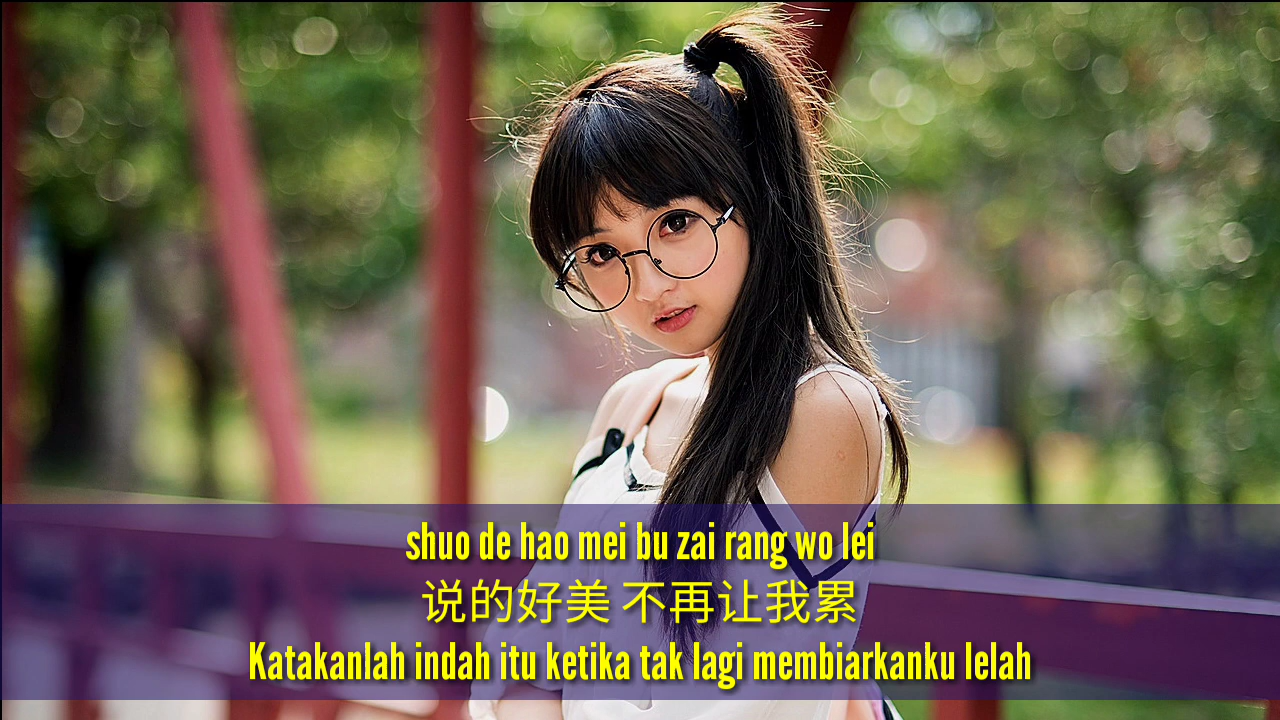 shuo de hao mei bu zai rang wo lei
说的好美 不再让我累
Katakanlah indah itu ketika tak lagi membiarkanku lelah